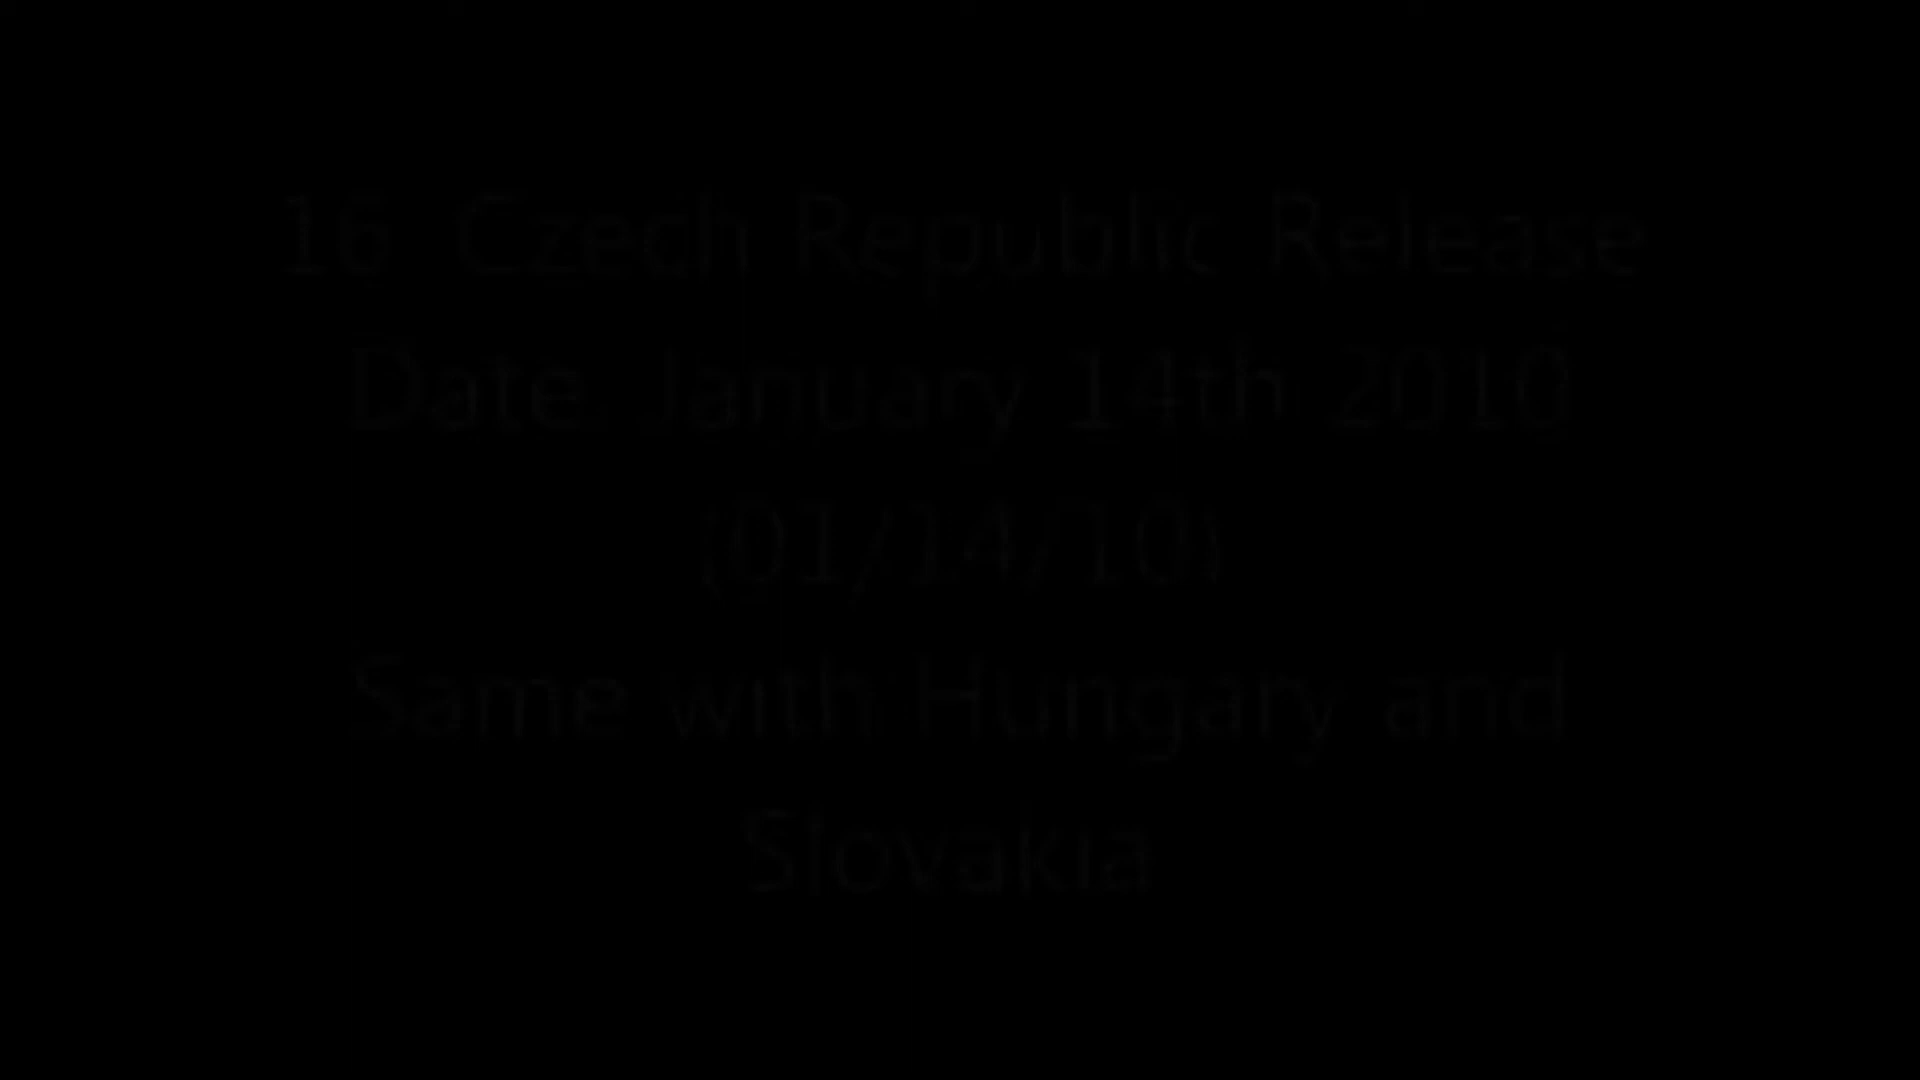 16. Czech Republic Release
Date: January 14th 2010
(01/14/10)
Same with Hungary and
Slovakia